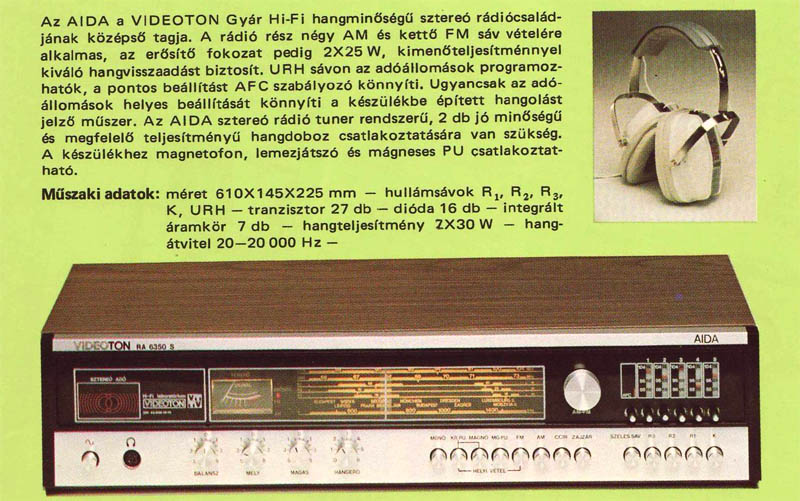 Az AIDA a VIDEOTON Gyár Hi-Fi hangminőségű sztereó rádiócsalád-
jának középső tagja. A rádió rész négy AM és kettő FM sáv vételére
alkalmas, az erősítő fokozat pedig 2X25 W, kimenőteljesítménnyel
kiváló hangvisszaadást biztosít. URH sávon az adóállomások programoz-
hatók, a pontos beállítást AFC szabályozó könnyíti. Ugyancsak az adó-
állomások helyes beállítását könnyíti a készülékbe épített hangolást
jelző műszer. Az AIDA sztereó rádió tuner rendszerű, 2 db jó minőségű
és megfelelő teljesítményű hangdoboz csatlakoztatására van szükség.
A készülékhez magnetofon, lemezjátszó és mágneses PU csatlakoztat-
ható.
Műszaki adatok: méret 610X145X225 mm — hullámsávok R1, R2, R3,
K, URH — tranzisztor 27 db — dióda 16 db — integrált
áramkör 7 db — hangteljesítmény 2X30 W — hang-
átvitel 20—20 000 Hz —
VIDEOTON RA 6350 S
AIDA
SZTEREÓ ADÓ
VIDEOTON
BALANSZ MÉLY MAGAS HANGERŐ
MONO KR.PU. MAGNO MG.PU. FM AM CCIR ZAJZÁR
HELYI VÉTEL
SZÉLES SÁV R3 R2 R1 K